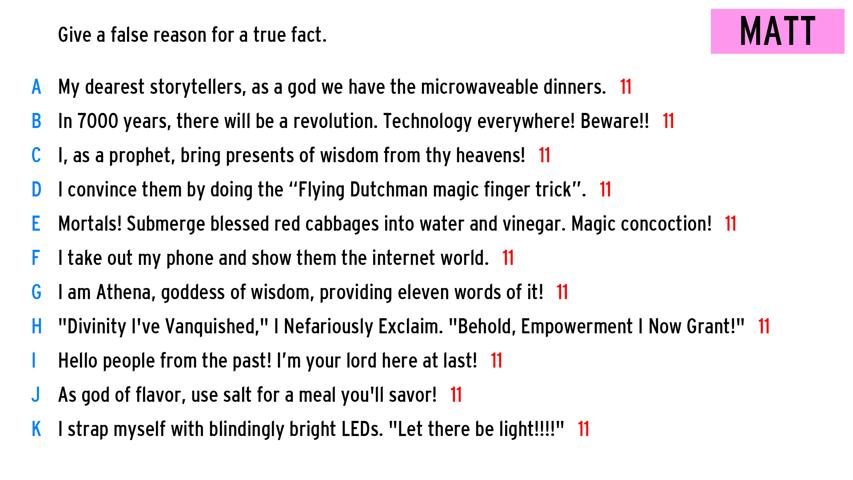 MATT
Give a false reason for a true fact.
A My dearest storytellers, as a god we have the microwaveable dinners. 11
B In 7000 years, there will be a revolution. Technology everywhere! Beware!! 11
C I, as a prophet, bring presents of wisdom from thy heavens! 11
D I convince them by doing the “Flying Dutchman magic finger trick”. 11
E Mortals! Submerge blessed red cabbages into water and vinegar. Magic concoction! 11
F I take out my phone and show them the internet world. 11
G I am Athena, goddess of wisdom, providing eleven words of it! 11
H "Divinity I've Vanquished," I Nefariously Exclaim. "Behold, Empowerment I Now Grant!" 11
I Hello people from the past! I’m your lord here at last! 11
J As god of flavor, use salt for a meal you'll savor! 11
K I strap myself with blindingly bright LEDs. "Let there be light!!!!" 11